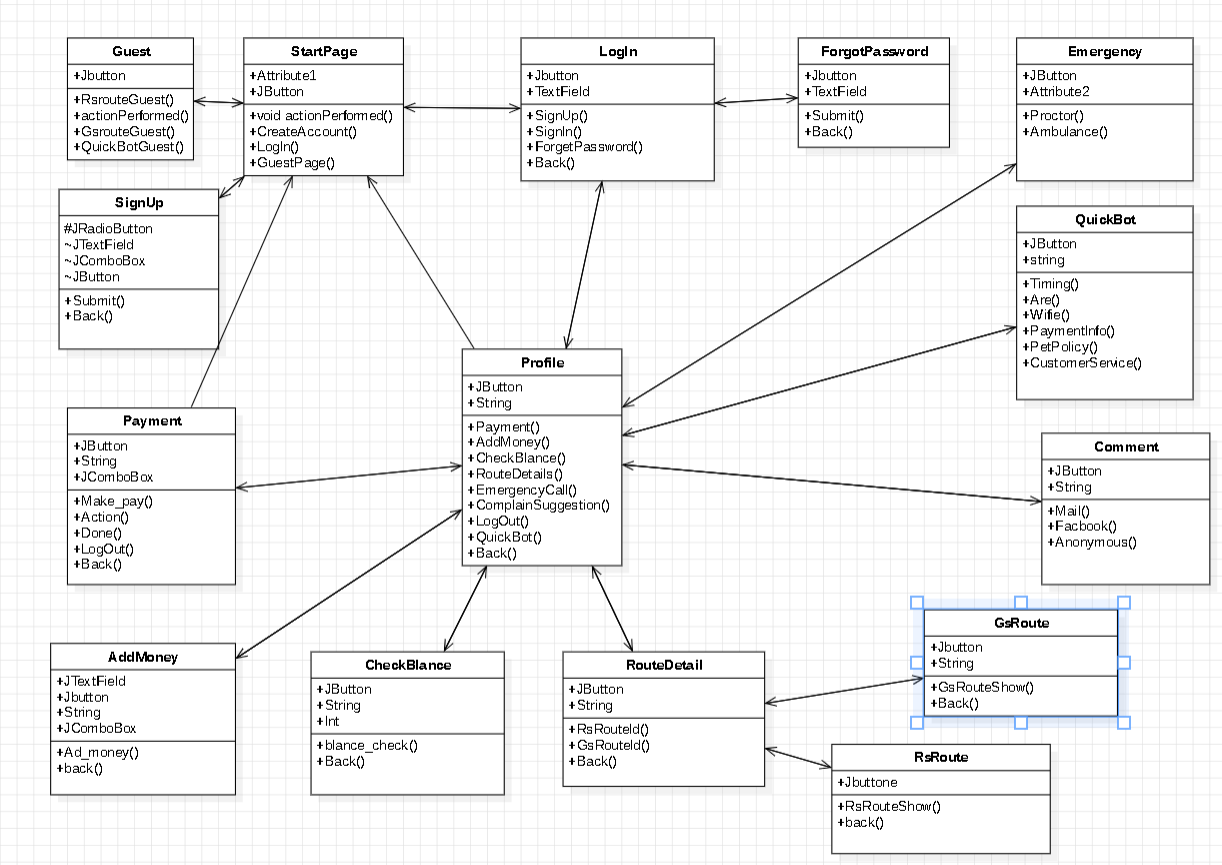 Guest
+Jbutton
+RsrouteGuest()
+actionPerformed()
+GsrouteGuest()
+QuickBotGuest()
StartPage
+Attribute1
+JButton
+void actionPerformed()
+CreateAccount()
+LogIn()
+GuestPage()
LogIn
+Jbutton
+TextField
+SignUp()
+SignIn()
+ForgetPassword()
+Back()
ForgotPassword
+Jbutton
+TextField
+Submit()
+Back()
Emergency
+JButton
+Attribute2
+Proctor()
+Ambulance()
SignUp
#JRadioButton
~JTextField
~JComboBox
~JButton
+Submit()
+Back()
QuickBot
+JButton
+string
+Timing()
+Are()
+Wifie()
+PaymentInfo()
+PetPolicy()
+CustomerService()
Profile
+JButton
+String
+Payment()
+AddMoney()
+CheckBlance()
+RouteDetails()
+EmergencyCall()
+ComplainSuggestion()
+LogOut()
+QuickBot()
+Back()
Payment
+JButton
+String
+JComboBox
+Make_pay()
+Action()
+Done()
+LogOut()
+Back()
Comment
+JButton
+String
+Mail()
+Facbook()
+Anonymous()
AddMoney
+JTextField
+Jbutton
+String
+JComboBox
+Ad_money()
+back()
CheckBlance
+JButton
+String
+Int
+blance_check()
+Back()
RouteDetail
+JButton
+String
+RsRouteId()
+GsRouteId()
+Back()
GsRoute
+Jbutton
+String
+GsRouteShow()
+Back()
RsRoute
+Jbuttone
+RsRouteShow()
+back()